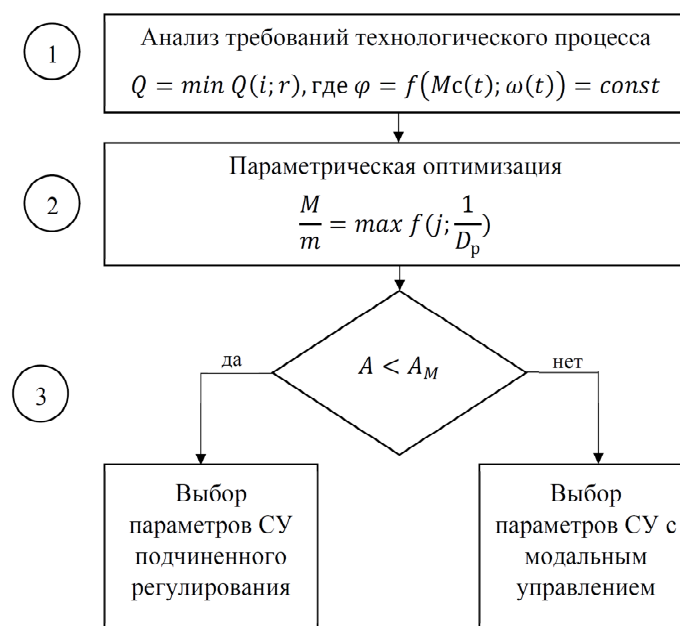 1
Анализ требований технологического процесса
Q = min Q(i; r), где φ = f(Mc(t); ω(t)) = const
2
Параметрическая оптимизация
M/m = max f(j; 1/Dр)
3
да
A < A_M
нет
Выбор
параметров СУ
подчиненного
регулирования
Выбор
параметров СУ с
модальным
управлением